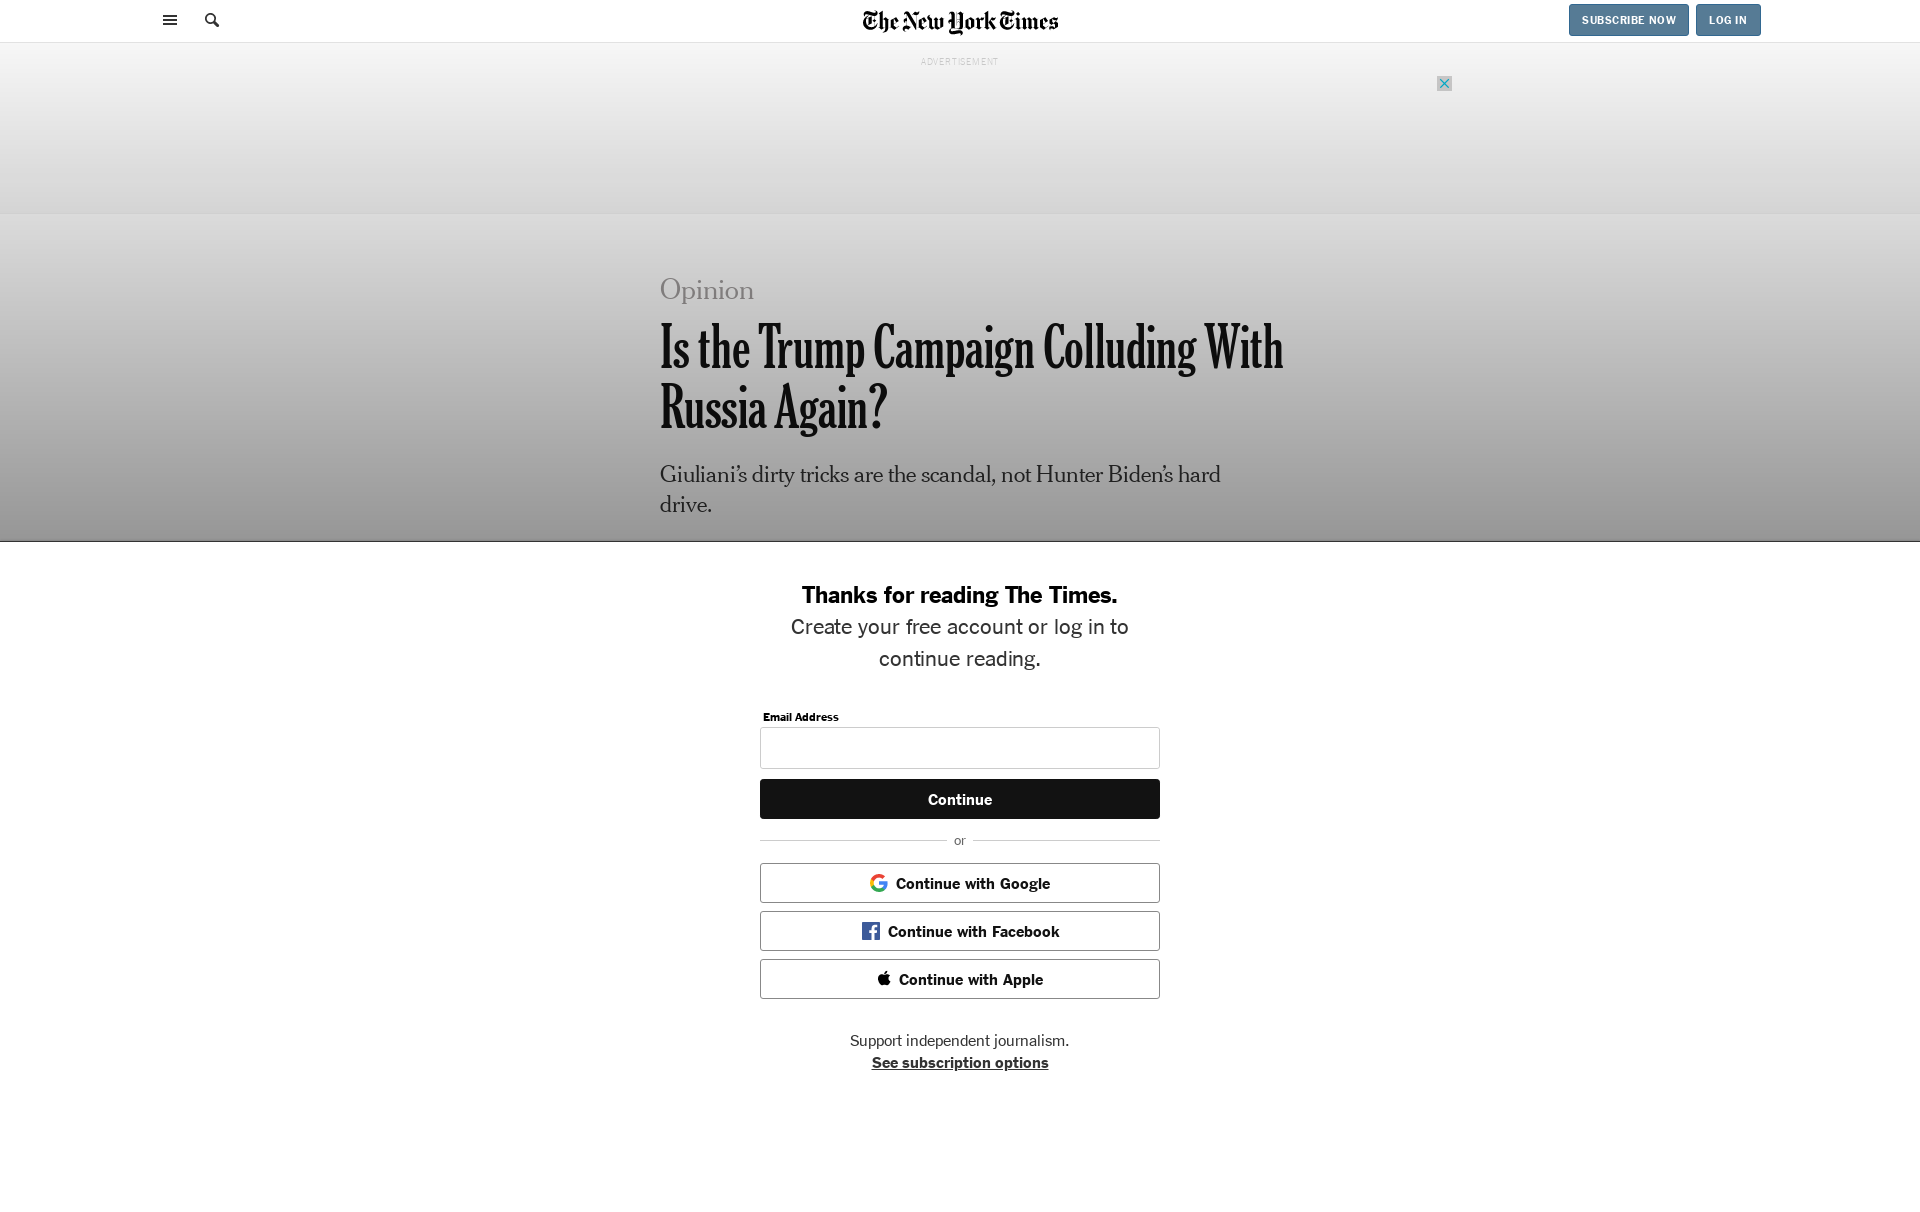 The New York Times
SUBSCRIBE NOW
LOG IN
ADVERTISEMENT
Opinion
Is the Trump Campaign Colluding With
Russia Again?
Giuliani’s dirty tricks are the scandal, not Hunter Biden’s hard
drive.
Thanks for reading The Times.
Create your free account or log in to
continue reading.
Email Address
Continue
or
Continue with Google
Continue with Facebook
Continue with Apple
Support independent journalism.
See subscription options